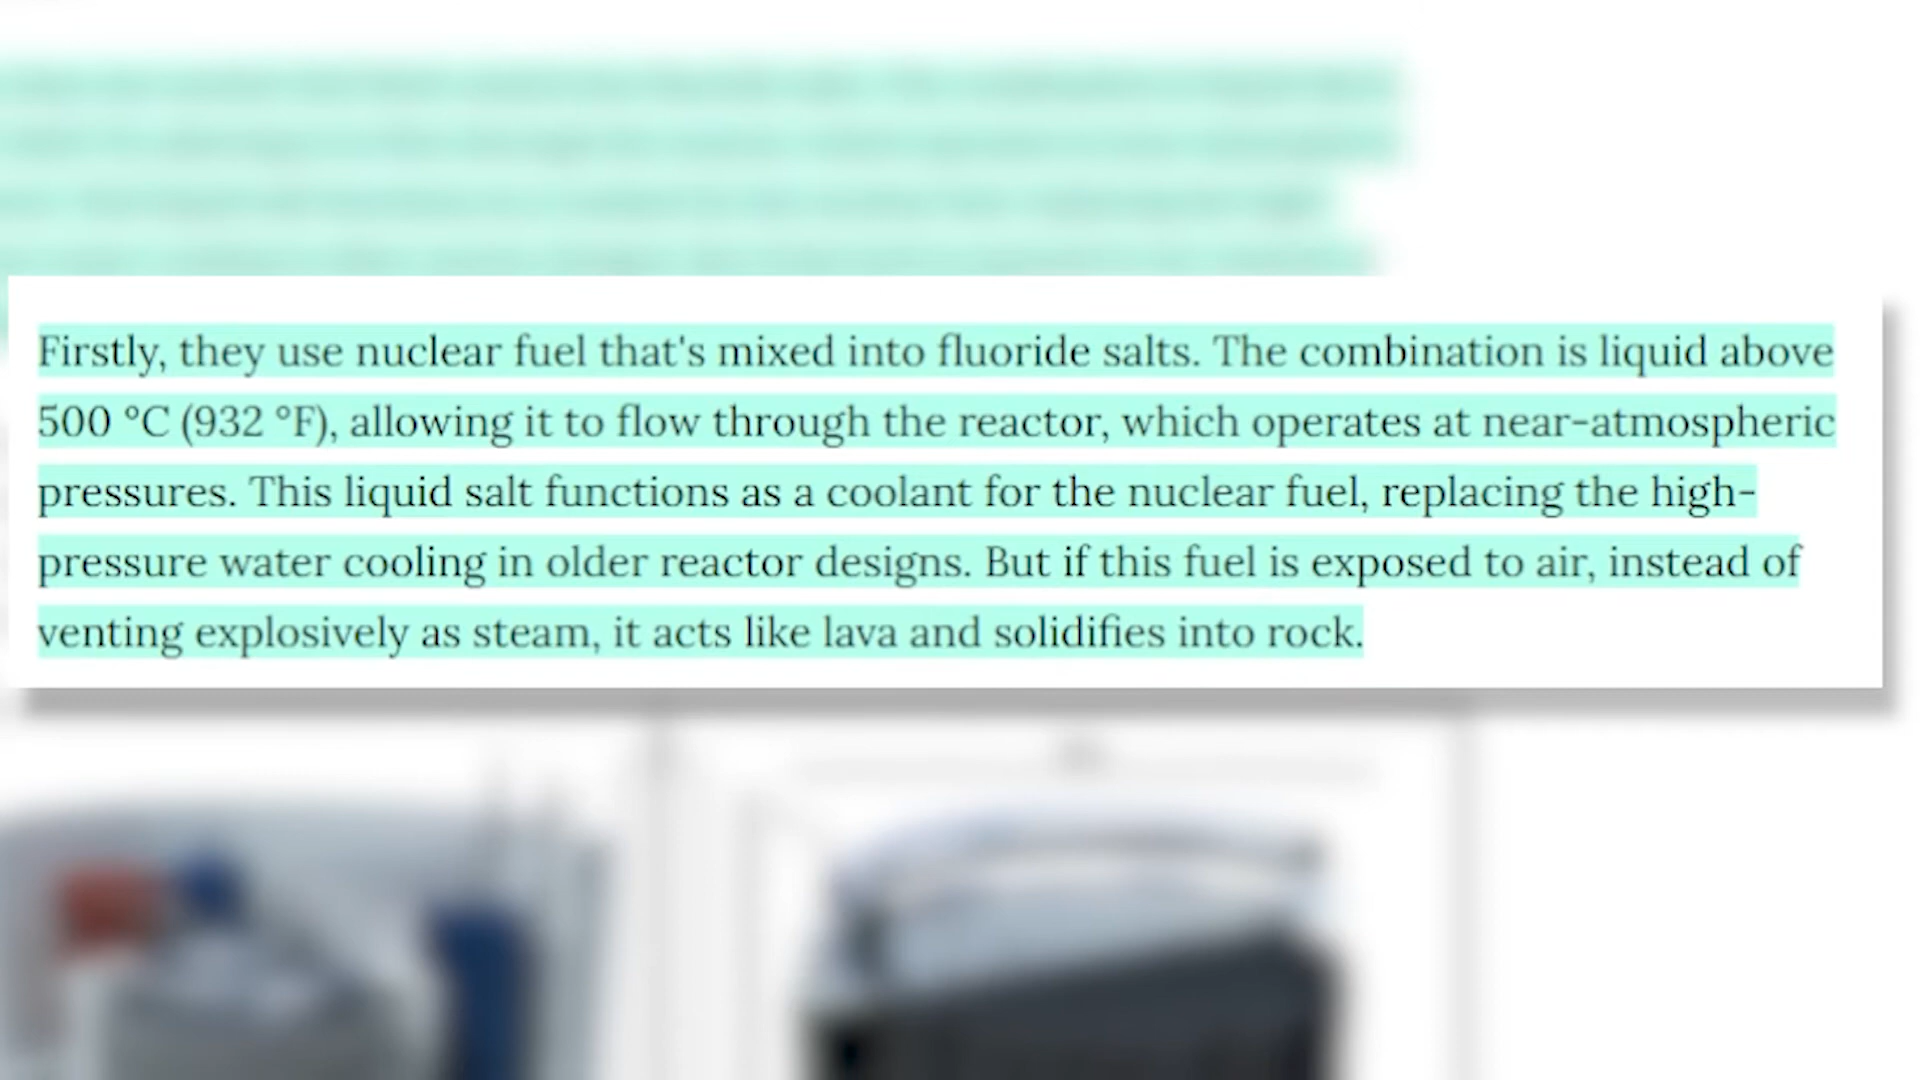 Firstly, they use nuclear fuel that's mixed into fluoride salts. The combination is liquid above
500 °C (932 °F), allowing it to flow through the reactor, which operates at near-atmospheric
pressures. This liquid salt functions as a coolant for the nuclear fuel, replacing the high-
pressure water cooling in older reactor designs. But if this fuel is exposed to air, instead of
venting explosively as steam, it acts like lava and solidifies into rock.